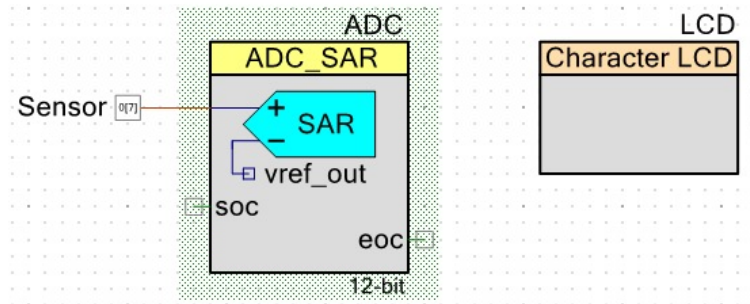 ADC
LCD
ADC_SAR
Character LCD
Sensor
0[7]
+
SAR
−
vref_out
soc
eoc
12-bit